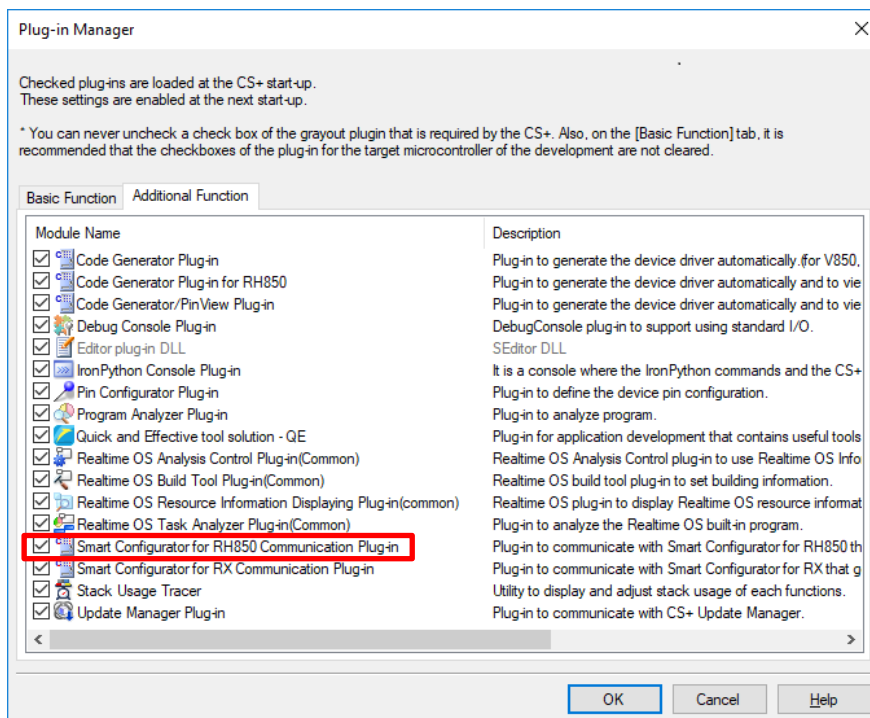 Plug-in Manager
Checked plug-ins are loaded at the CS+ start-up.
These settings are enabled at the next start-up.
* You can never uncheck a check box of the grayout plugin that is required by the CS+. Also, on the [Basic Function] tab, it is
recommended that the checkboxes of the plug-in for the target microcontroller of the development are not cleared.
Basic Function Additional Function
Module Name Description
Code Generator Plug-in Plug-in to generate the device driver automatically.(for V850,
Code Generator Plug-in for RH850 Plug-in to generate the device driver automatically and to vie
Code Generator/PinView Plug-in Plug-in to generate the device driver automatically and to vie
Debug Console Plug-in DebugConsole plug-in to support using standard I/O.
Editor plug-in DLL SEditor DLL
IronPython Console Plug-in It is a console where the IronPython commands and the CS+
Pin Configurator Plug-in Plug-in to define the device pin configuration.
Program Analyzer Plug-in Plug-in to analyze program.
Quick and Effective tool solution - QE Plug-in for application development that contains useful tools
Realtime OS Analysis Control Plug-in(Common) Realtime OS Analysis Control plug-in to use Realtime OS Info
Realtime OS Build Tool Plug-in(Common) Realtime OS build tool plug-in to set building information.
Realtime OS Resource Information Displaying Plug-in(common) Realtime OS plug-in to display Realtime OS resource informat
Realtime OS Task Analyzer Plug-in(Common) Plug-in to analyze the Realtime OS built-in program.
Smart Configurator for RH850 Communication Plug-in Plug-in to communicate with Smart Configurator for RH850 th
Smart Configurator for RX Communication Plug-in Plug-in to communicate with Smart Configurator for RX that g
Stack Usage Tracer Utility to display and adjust stack usage of each functions.
Update Manager Plug-in Plug-in to communicate with CS+ Update Manager.
OK Cancel Help